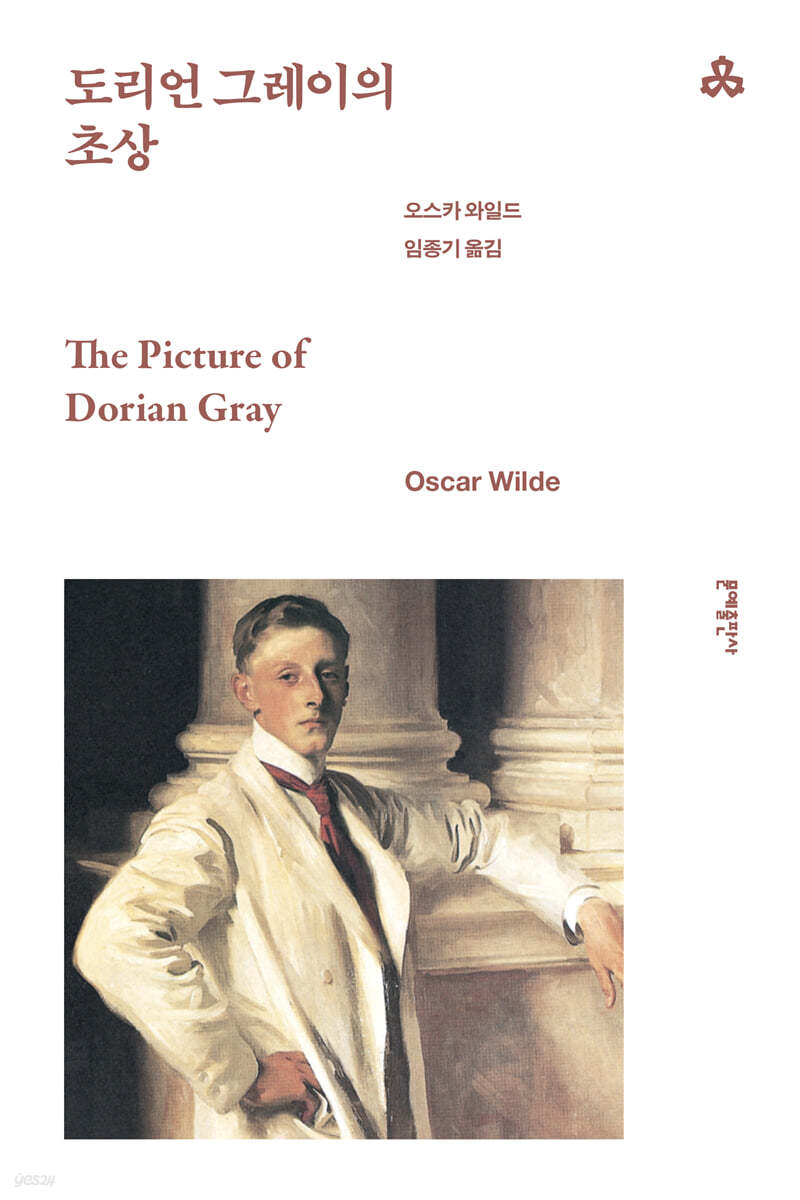 도리언 그레이의
초상
오스카 와일드
임종기 옮김
The Picture of
Dorian Gray
Oscar Wilde
문예출판사
yes24